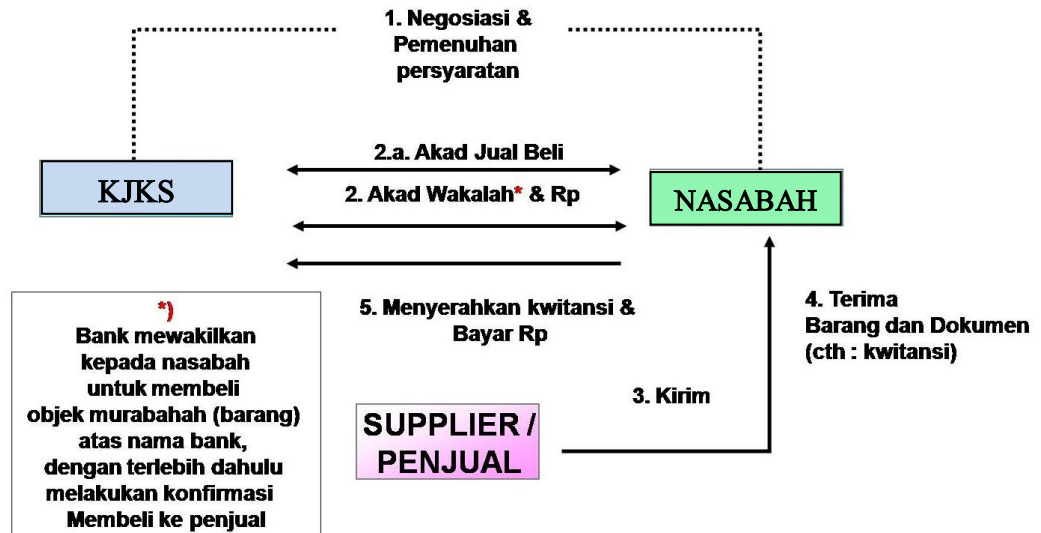 1. Negosiasi &
Pemenuhan
persyaratan
2.a. Akad Jual Beli
KJKS
2. Akad Wakalah* & Rp
NASABAH
*)
Bank mewakilkan
kepada nasabah
untuk membeli
objek murabahah (barang)
atas nama bank,
dengan terlebih dahulu
melakukan konfirmasi
Membeli ke penjual
5. Menyerahkan kwitansi &
Bayar Rp
4. Terima
Barang dan Dokumen
(cth : kwitansi)
3. Kirim
SUPPLIER /
PENJUAL